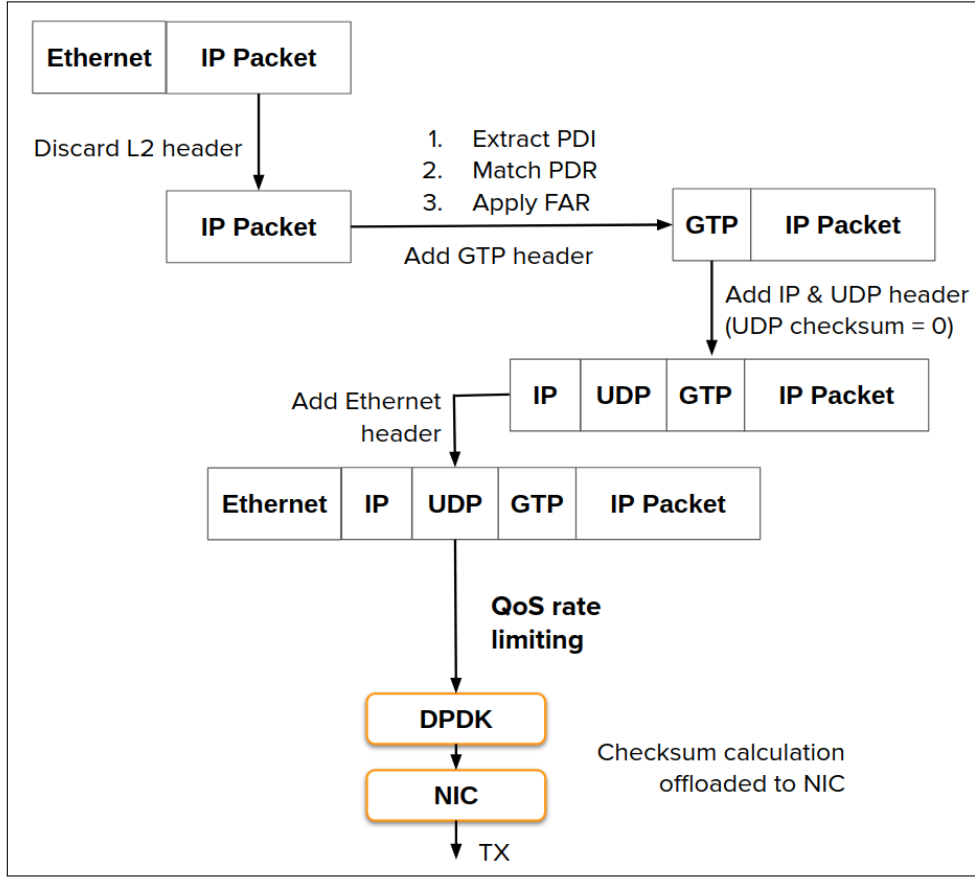 Ethernet IP Packet
Discard L2 header
1. Extract PDI
2. Match PDR
3. Apply FAR
IP Packet
Add GTP header
GTP IP Packet
Add IP & UDP header
(UDP checksum = 0)
IP UDP GTP IP Packet
Add Ethernet
header
Ethernet IP UDP GTP IP Packet
QoS rate
limiting
DPDK
Checksum calculation
offloaded to NIC
NIC
TX